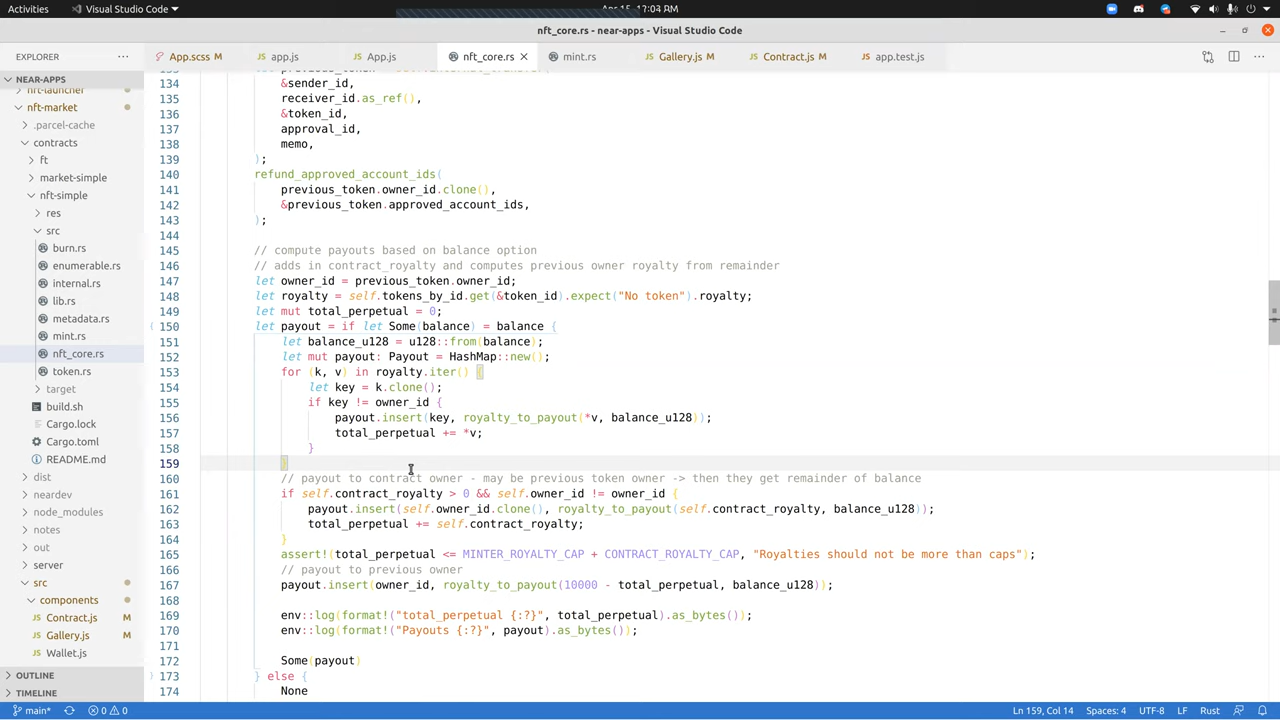 Activities
Visual Studio Code
nft_core.rs - near-apps - Visual Studio Code
EXPLORER
App.scss M
app.js
App.js
nft_core.rs
mint.rs
Gallery.js M
Contract.js M
app.test.js
NEAR-APPS
nft-launcher
nft-market
.parcel-cache
contracts
ft
market-simple
nft-simple
res
src
burn.rs
enumerable.rs
internal.rs
lib.rs
metadata.rs
mint.rs
nft_core.rs
token.rs
target
build.sh
Cargo.lock
Cargo.toml
README.md
dist
neardev
node_modules
notes
out
server
src
components
Contract.js M
Gallery.js M
Wallet.js
OUTLINE
TIMELINE
134 &sender_id,
135 receiver_id.as_ref(),
136 &token_id,
137 approval_id,
138 memo,
139 );
140 refund_approved_account_ids(
141 previous_token.owner_id.clone(),
142 &previous_token.approved_account_ids,
143 );
144
145 // compute payouts based on balance option
146 // adds in contract_royalty and computes previous owner royalty from remainder
147 let owner_id = previous_token.owner_id;
148 let royalty = self.tokens_by_id.get(&token_id).expect("No token").royalty;
149 let mut total_perpetual = 0;
150 let payout = if let Some(balance) = balance {
151 let balance_u128 = u128::from(balance);
152 let mut payout: Payout = HashMap::new();
153 for (k, v) in royalty.iter() {
154 let key = k.clone();
155 if key != owner_id {
156 payout.insert(key, royalty_to_payout(*v, balance_u128));
157 total_perpetual += *v;
158 }
159 }
160 // payout to contract owner - may be previous token owner -> then they get remainder of balance
161 if self.contract_royalty > 0 && self.owner_id != owner_id {
162 payout.insert(self.owner_id.clone(), royalty_to_payout(self.contract_royalty, balance_u128));
163 total_perpetual += self.contract_royalty;
164 }
165 assert!(total_perpetual <= MINTER_ROYALTY_CAP + CONTRACT_ROYALTY_CAP, "Royalties should not be more than caps");
166 // payout to previous owner
167 payout.insert(owner_id, royalty_to_payout(10000 - total_perpetual, balance_u128));
168
169 env::log(format!("total_perpetual {:?}", total_perpetual).as_bytes());
170 env::log(format!("Payouts {:?}", payout).as_bytes());
171
172 Some(payout)
173 } else {
174 None
main*
0 0
Ln 159, Col 14
Spaces: 4
UTF-8
LF
Rust